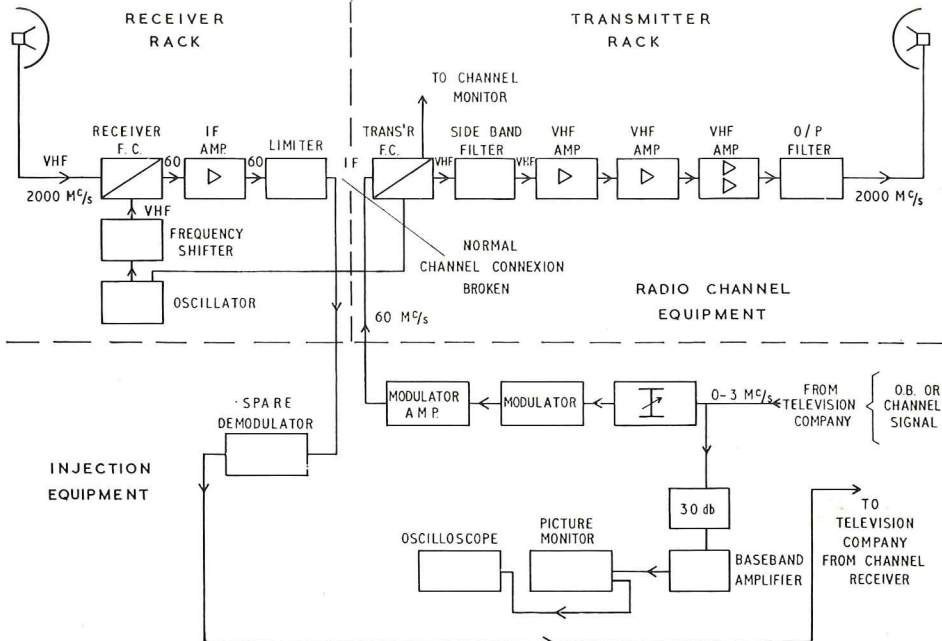 RECEIVER
RACK
TRANSMITTER
RACK
TO CHANNEL
MONITOR
RECEIVER
F.C.
IF
AMP.
LIMITER
IF
TRANS'R
F.C.
SIDE BAND
FILTER
VHF
AMP
VHF
AMP
VHF
AMP
O/P
FILTER
VHF
2000 Mc/s
60
60
VHF
VHF
2000 Mc/s
VHF
FREQUENCY
SHIFTER
OSCILLATOR
NORMAL
CHANNEL CONNEXION
BROKEN
RADIO CHANNEL
EQUIPMENT
60 Mc/s
SPARE
DEMODULATOR
MODULATOR
AMP.
MODULATOR
0-3 Mc/s
FROM
TELEVISION
COMPANY
O.B. OR
CHANNEL
SIGNAL
INJECTION
EQUIPMENT
30 db
OSCILLOSCOPE
PICTURE
MONITOR
BASEBAND
AMPLIFIER
TO
TELEVISION
COMPANY
FROM CHANNEL
RECEIVER